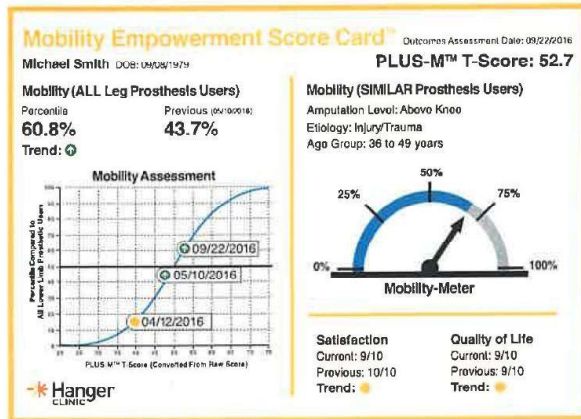 Mobility Empowerment Score Card™
Outcomes Assessment Date: 09/22/2016
Michael Smith DOB: 09/08/1979
PLUS-M™ T-Score: 52.7
Mobility (ALL Leg Prosthesis Users)
Percentile
Previous (05/10/2016)
60.8%
43.7%
Trend:
Mobility Assessment
Percentile Compared to
All Lower Limb Prosthetic Users
09/22/2016
05/10/2016
04/12/2016
PLUS-M™ T-Score (Converted From Raw Score)
Hanger
CLINIC
Mobility (SIMILAR Prosthesis Users)
Amputation Level: Above Knee
Etiology: Injury/Trauma
Age Group: 36 to 49 years
0%
25%
50%
75%
100%
Mobility-Meter
Satisfaction
Current: 9/10
Previous: 10/10
Trend:
Quality of Life
Current: 9/10
Previous: 9/10
Trend: